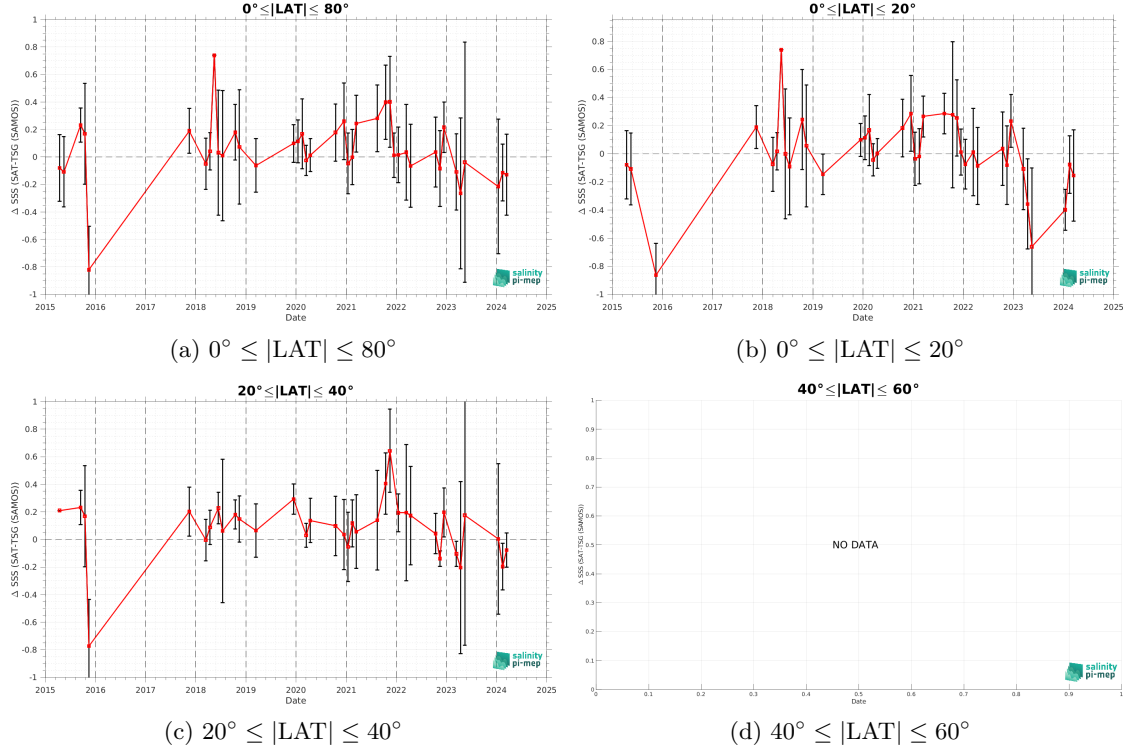 0°≤|LAT|≤ 80°
Δ SSS (SAT-TSG (SAMOS))
1
0.8
0.6
0.4
0.2
0
-0.2
-0.4
-0.6
-0.8
-1
2015 2016 2017 2018 2019 2020 2021 2022 2023 2024 2025
Date
salinity
pi-mep
(a) 0° ≤ |LAT| ≤ 80°
0°≤|LAT|≤ 20°
Δ SSS (SAT-TSG (SAMOS))
0.8
0.6
0.4
0.2
0
-0.2
-0.4
-0.6
-0.8
-1
2015 2016 2017 2018 2019 2020 2021 2022 2023 2024 2025
Date
salinity
pi-mep
(b) 0° ≤ |LAT| ≤ 20°
20°≤|LAT|≤ 40°
Δ SSS (SAT-TSG (SAMOS))
1
0.8
0.6
0.4
0.2
0
-0.2
-0.4
-0.6
-0.8
-1
2015 2016 2017 2018 2019 2020 2021 2022 2023 2024 2025
Date
salinity
pi-mep
(c) 20° ≤ |LAT| ≤ 40°
40°≤|LAT|≤ 60°
Δ SSS (SAT-TSG (SAMOS))
1
0.9
0.8
0.7
0.6
0.5
0.4
0.3
0.2
0.1
0
NO DATA
0 0.1 0.2 0.3 0.4 0.5 0.6 0.7 0.8 0.9 1
Date
salinity
pi-mep
(d) 40° ≤ |LAT| ≤ 60°